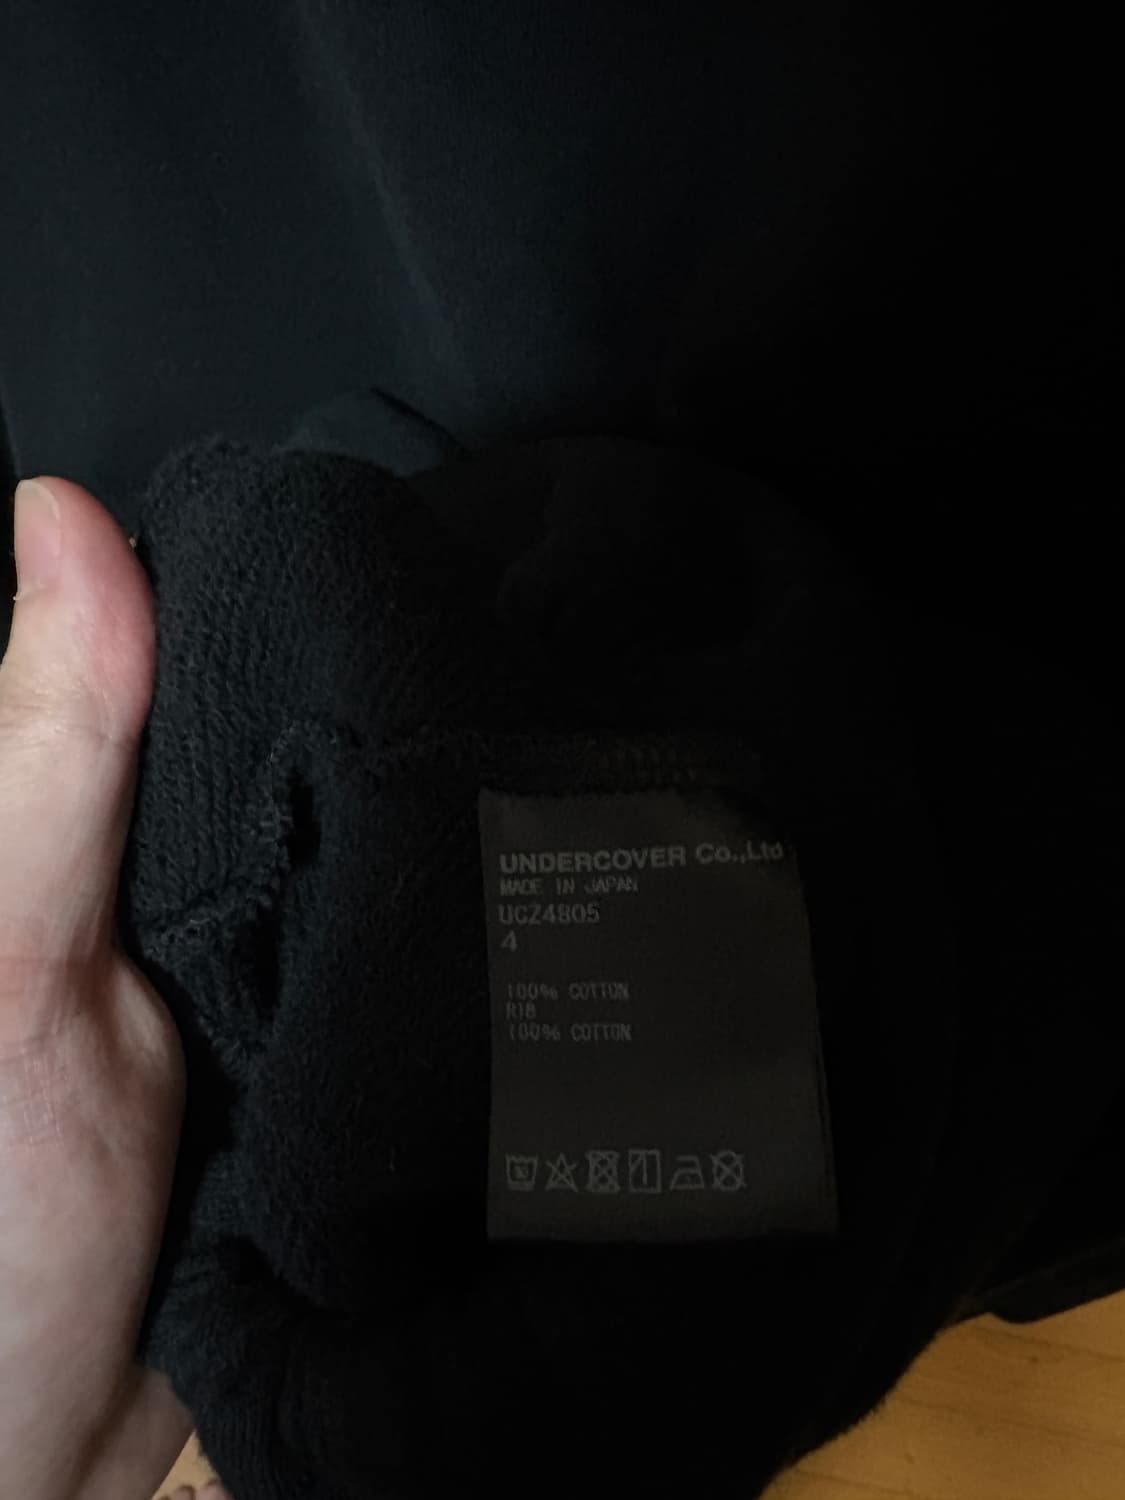 UNDERCOVER Co.,Ltd
MADE IN JAPAN
UCZ4805
4
100% COTTON
RIB
100% COTTON